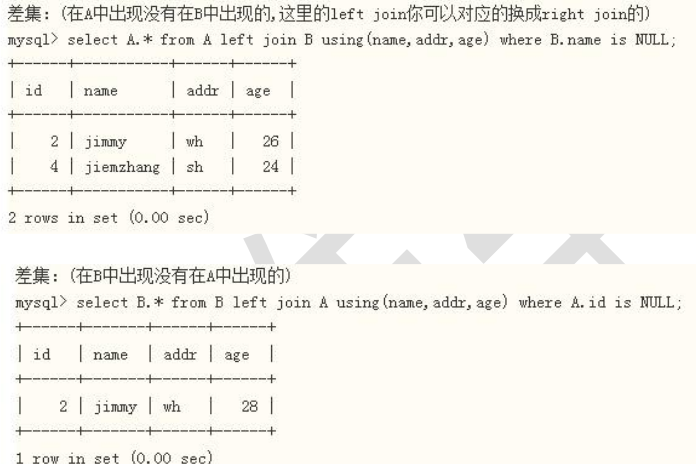 差集：(在A中出现没有在B中出现的,这里的left join你可以对应的换成right join的)
mysql> select A.* from A left join B using(name,addr,age) where B.name is NULL;
+------+-----------+------+------+
| id   | name      | addr | age  |
+------+-----------+------+------+
|    2 | jimmy     | wh   |   26 |
|    4 | jiemzhang | sh   |   24 |
+------+-----------+------+------+
2 rows in set (0.00 sec)
差集：(在B中出现没有在A中出现的)
mysql> select B.* from B left join A using(name,addr,age) where A.id is NULL;
+------+-------+------+------+
| id   | name  | addr | age  |
+------+-------+------+------+
|    2 | jimmy | wh   |   28 |
+------+-------+------+------+
1 row in set (0.00 sec)